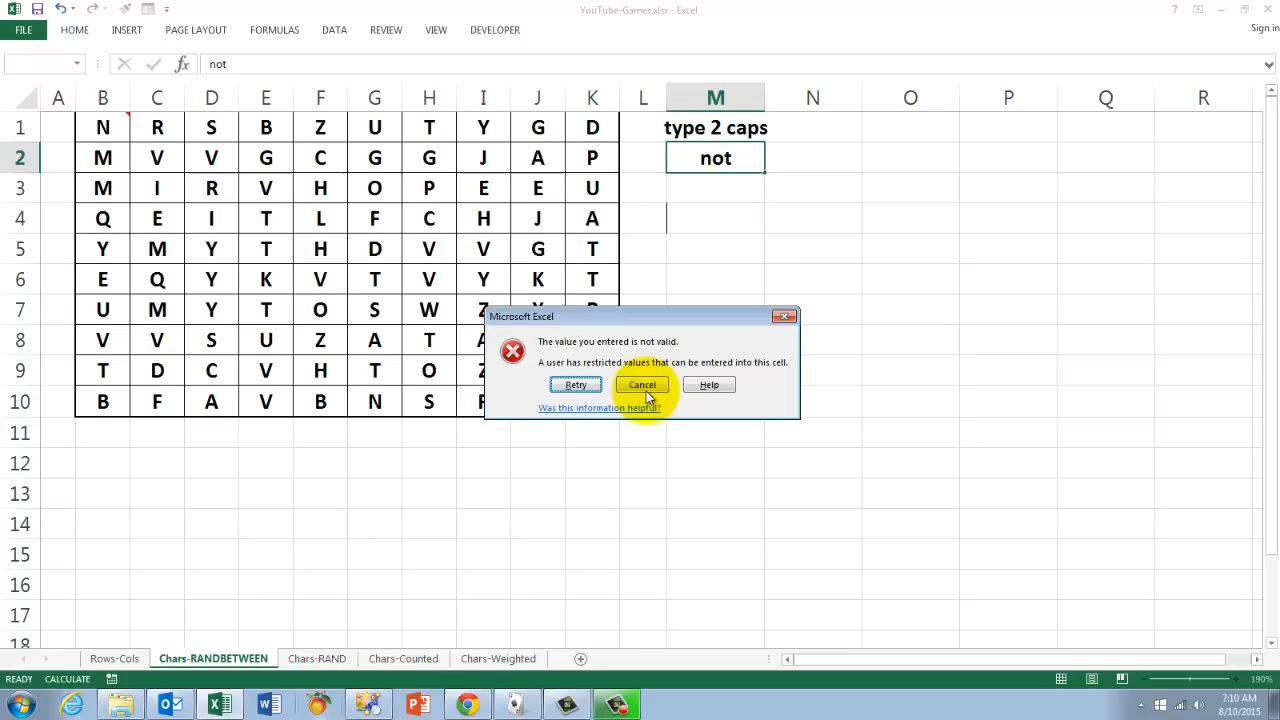 YouTube-Games.xlsx - Excel
FILE HOME INSERT PAGE LAYOUT FORMULAS DATA REVIEW VIEW DEVELOPER Sign in
fx not
A B C D E F G H I J K L M N O P Q R
1 N R S B Z U T Y G D type 2 caps
2 M V V G C G G J A P not
3 M I R V H O P E E U
4 Q E I T L F C H J A
5 Y M Y T H D V V G T
6 E Q Y K V T V Y K T
7 U M Y T O S W
8 V V S U Z A T
9 T D C V H T O
10 B F A V B N S
11
12
13
14
15
16
17
18
Microsoft Excel
The value you entered is not valid.
A user has restricted values that can be entered into this cell.
Retry Cancel Help
Was this information helpful?
Rows-Cols Chars-RANDBETWEEN Chars-RAND Chars-Counted Chars-Weighted
READY CALCULATE 190%
7:10 AM
8/10/2015